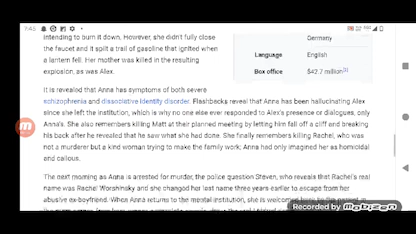 7:45
intending to burn it down. However, she didn't fully close
the faucet and it spilt a trail of gasoline that ignited when
a lantern fell. Her mother was killed in the resulting
explosion, as was Alex.
Germany
Language English
Box office $42.7 million
It is revealed that Anna has symptoms of both severe
schizophrenia and dissociative identity disorder. Flashbacks reveal that Anna has been hallucinating Alex
since she left the institution, which is why no one else ever responded to Alex's presence or dialogues, only
Anna's. She also remembers killing Matt at their planned meeting by letting him fall off a cliff and breaking
his back after he revealed that he saw what she had done. She finally remembers killing Rachel, who was
not a murderer but a kind woman trying to make the family work; Anna had only imagined her as homicidal
and callous.
The next morning as Anna is arrested for murder, the police question Steven, who reveals that Rachel's real
name was Rachel Worshinsky and she changed her last name three years earlier to escape from her
abusive ex-boyfriend. When Anna returns to the mental institution, she is welcomed back by the
Recorded by Mobizen